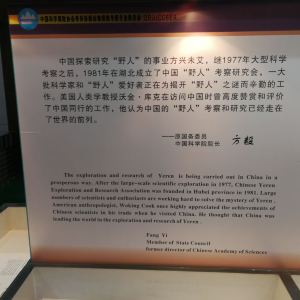 中国探索研究“野人”的事业方兴未艾，继1977年大型科学
考察之后，1981年在湖北成立了中国“野人”考察研究会，一大
批科学家和“野人”爱好者正在为揭开“野人”之谜而辛勤的工
作。美国人类学教授沃金·库克在访问中国时曾高度赞赏和评价
了中国同行的工作，他认为中国的“野人”考察和研究已经走在
了世界的前列。
——原国务委员
中国科学院院长
方毅
The exploration and research of Yeren is being carried out in China in a
prosperous way. After the large-scale scientific exploration in 1977, Chinese Yeren
Exploration and Research Association was founded in Hubei province in 1981. Large
numbers of scientists and enthusiasts are working hard to solve the mystery of Yeren.
American anthropologist, Woking Cook once highly appreciated the achievements of
Chinese scientists in his trade when he visited China. He thought that China was
leading the world in the exploration and research of Yeren.
Fang Yi
Member of State Council
former director of Chinese Academy of Sciences